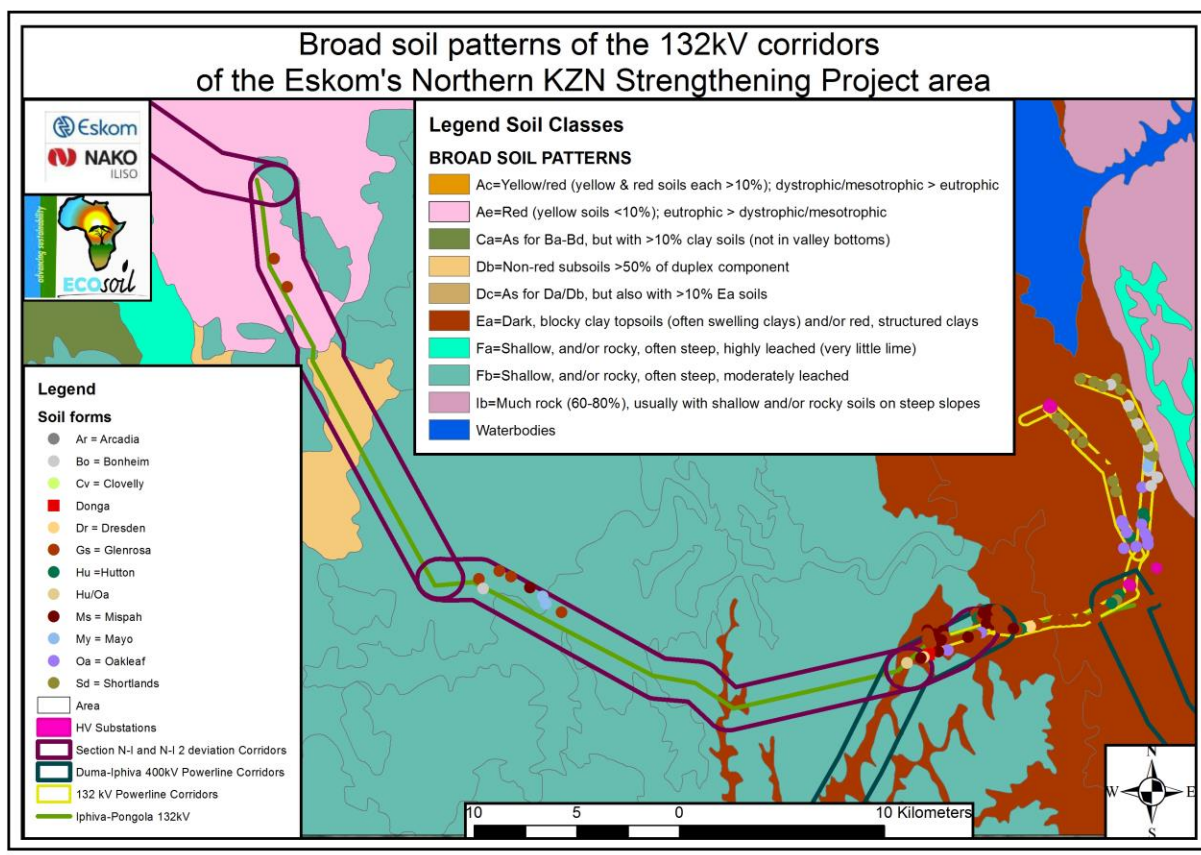 Broad soil patterns of the 132kV corridors
of the Eskom's Northern KZN Strengthening Project area
Eskom
NAKO
ILISO
advancing sustainability
ECOsoil
Legend Soil Classes
BROAD SOIL PATTERNS
Ac=Yellow/red (yellow & red soils each >10%); dystrophic/mesotrophic > eutrophic
Ae=Red (yellow soils <10%); eutrophic > dystrophic/mesotrophic
Ca=As for Ba-Bd, but with >10% clay soils (not in valley bottoms)
Db=Non-red subsoils >50% of duplex component
Dc=As for Da/Db, but also with >10% Ea soils
Ea=Dark, blocky clay topsoils (often swelling clays) and/or red, structured clays
Fa=Shallow, and/or rocky, often steep, highly leached (very little lime)
Fb=Shallow, and/or rocky, often steep, moderately leached
Ib=Much rock (60-80%), usually with shallow and/or rocky soils on steep slopes
Waterbodies
Legend
Soil forms
Ar = Arcadia
Bo = Bonheim
Cv = Clovelly
Donga
Dr = Dresden
Gs = Glenrosa
Hu =Hutton
Hu/Oa
Ms = Mispah
My = Mayo
Oa = Oakleaf
Sd = Shortlands
Area
HV Substations
Section N-I and N-I 2 deviation Corridors
Duma-Iphiva 400kV Powerline Corridors
132 kV Powerline Corridors
Iphiva-Pongola 132kV
10 5 0 10 Kilometers
N
W E
S